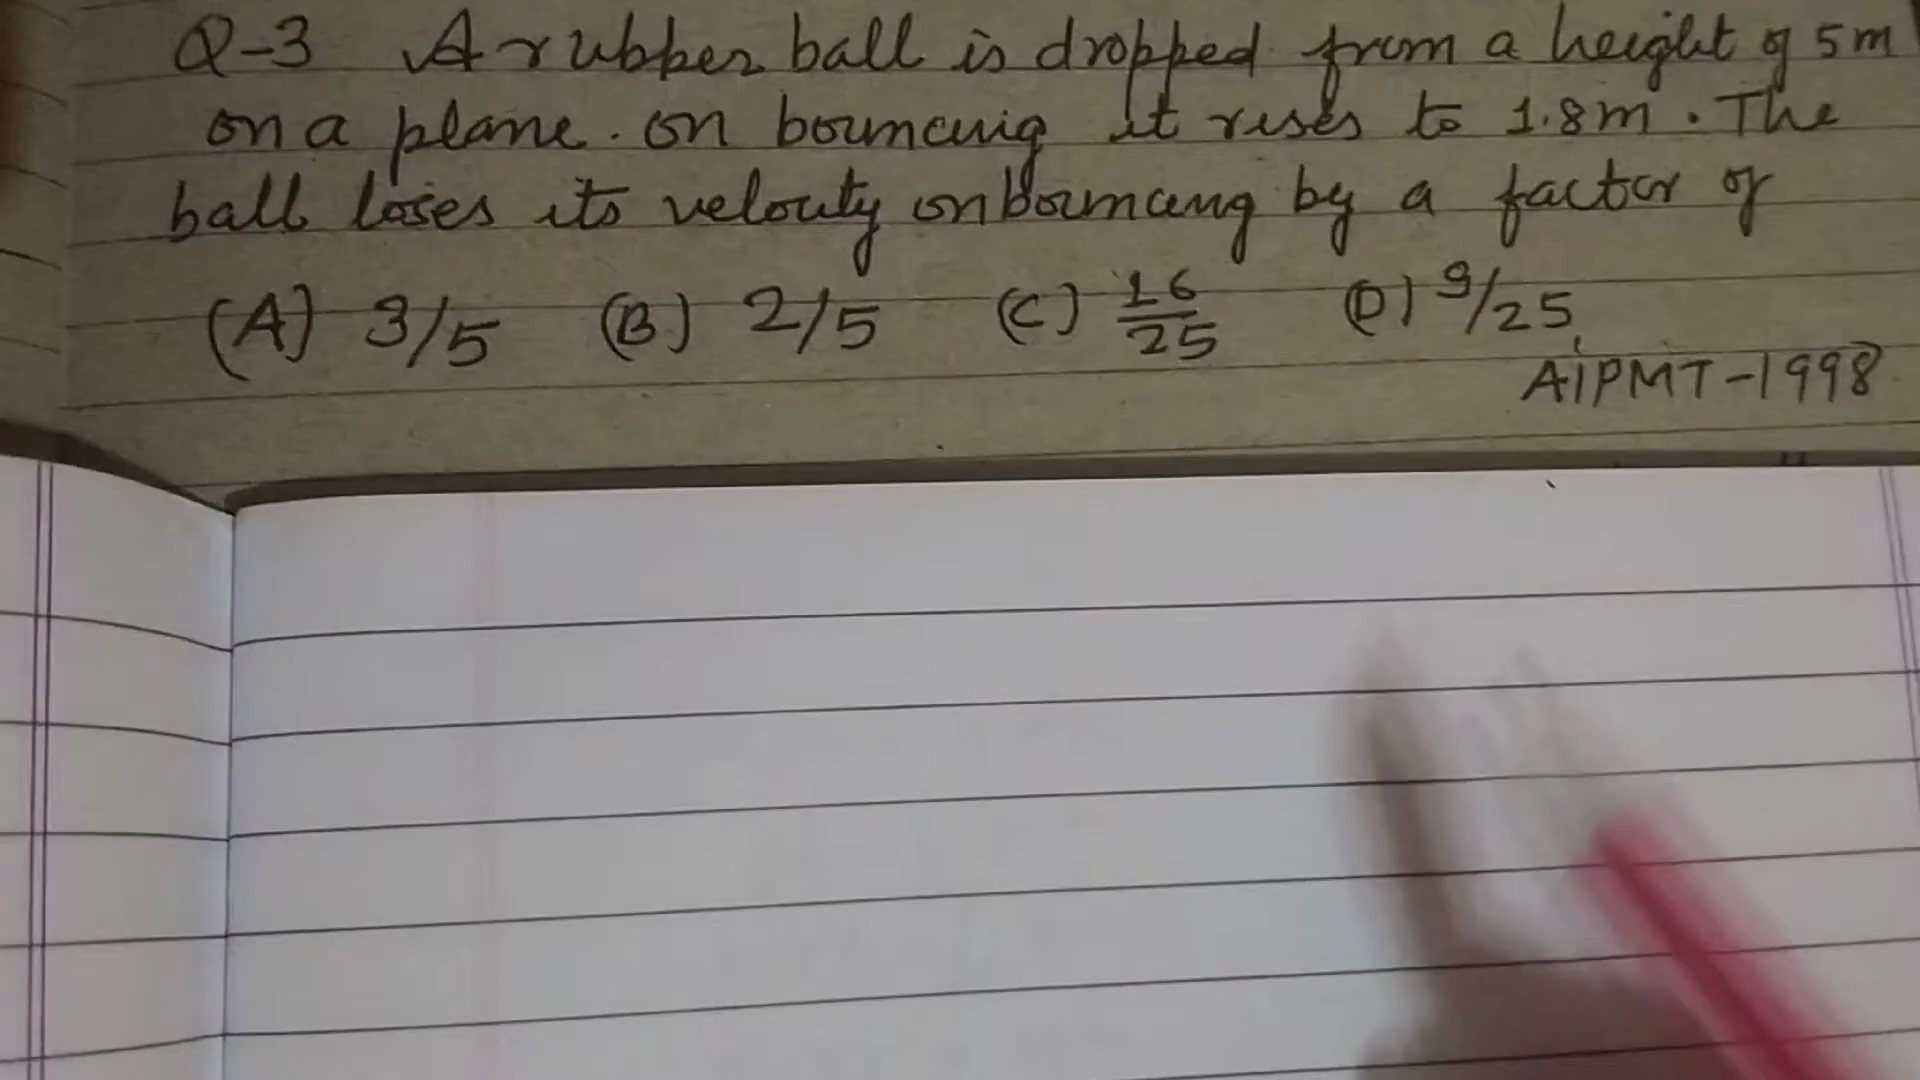 Q-3 A rubber ball is dropped from a height of 5m
on a plane. on bouncing it rises to 1.8m. The
ball loses its velocity on bouncing by a factor of
(A) 3/5 (B) 2/5 (C) 16/25 (D) 9/25
AIPMT-1998